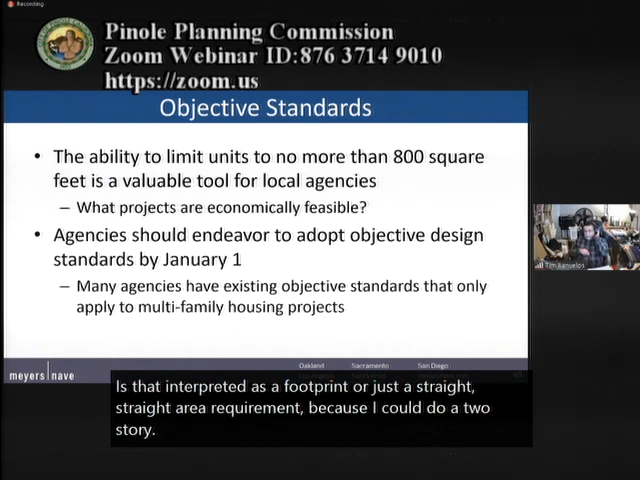 Recording
Pinole Planning Commission
Zoom Webinar ID:876 3714 9010
https://zoom.us
Objective Standards
• The ability to limit units to no more than 800 square
feet is a valuable tool for local agencies
– What projects are economically feasible?
• Agencies should endeavor to adopt objective design
standards by January 1
– Many agencies have existing objective standards that only
apply to multi-family housing projects
Tim Banuelos
meyers | nave
Oakland Sacramento San Diego
Is that interpreted as a footprint or just a straight,
straight area requirement, because I could do a two
story.